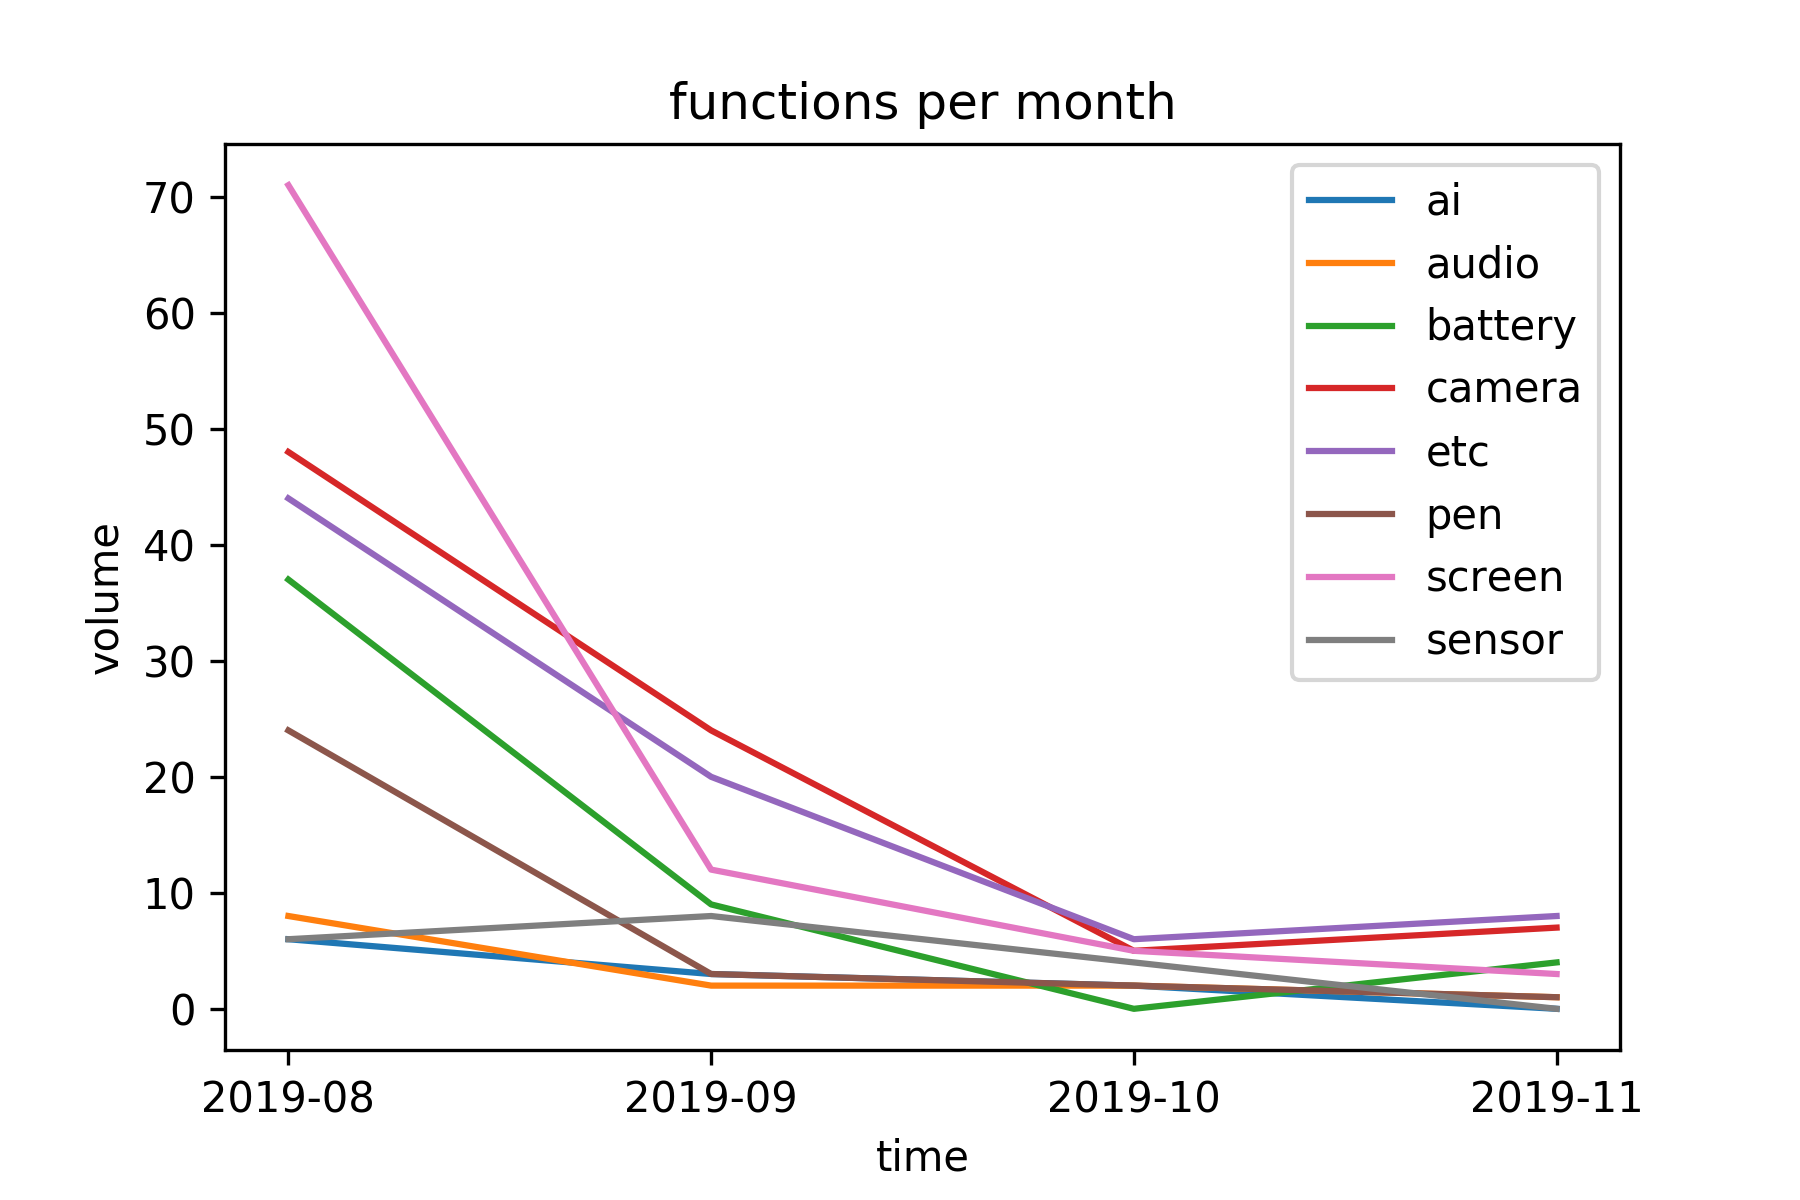 functions per month
70
60
50
40
30
20
10
0
volume
ai
audio
battery
camera
etc
pen
screen
sensor
2019-08 2019-09 2019-10 2019-11
time